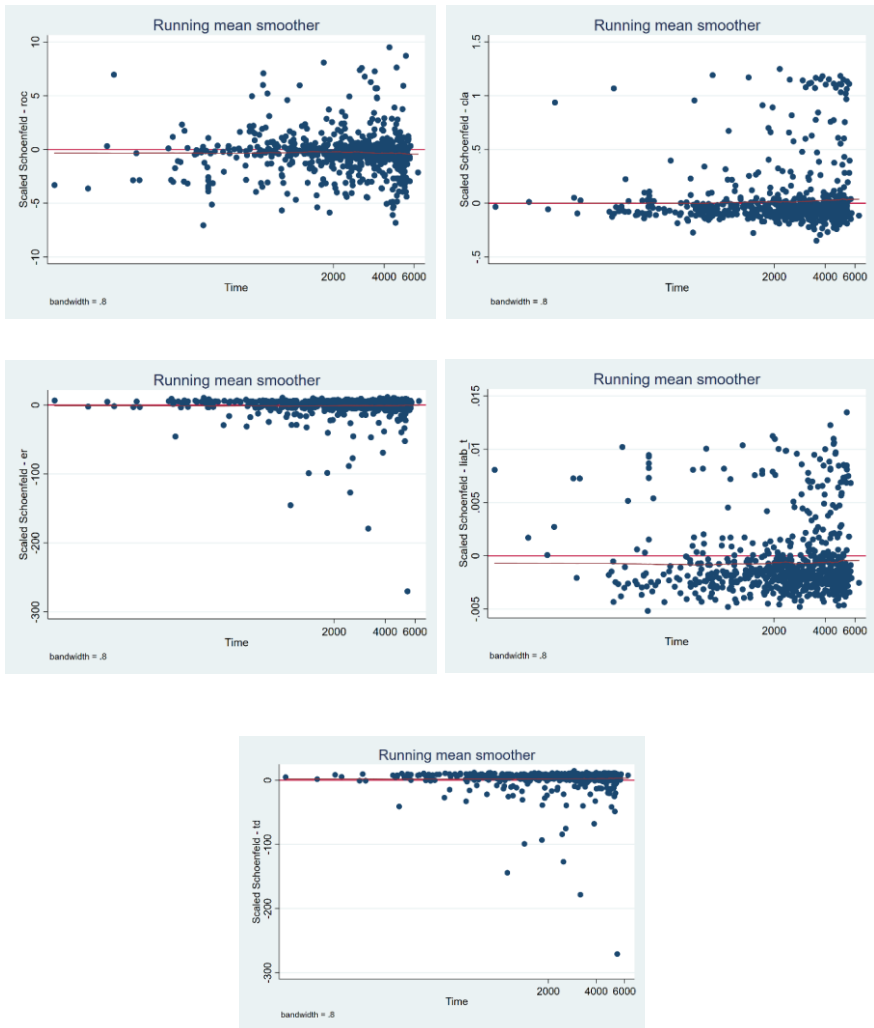 Running mean smoother
Scaled Schoenfeld - roc
10
5
0
-5
-10
2000 4000 6000
Time
bandwidth = .8
Running mean smoother
Scaled Schoenfeld - cla
1.5
1
.5
0
-.5
2000 4000 6000
Time
bandwidth = .8
Running mean smoother
Scaled Schoenfeld - er
0
-100
-200
-300
2000 4000 6000
Time
bandwidth = .8
Running mean smoother
Scaled Schoenfeld - liab_t
.015
.01
.005
0
-.005
2000 4000 6000
Time
bandwidth = .8
Running mean smoother
Scaled Schoenfeld - td
0
-100
-200
-300
2000 4000 6000
Time
bandwidth = .8